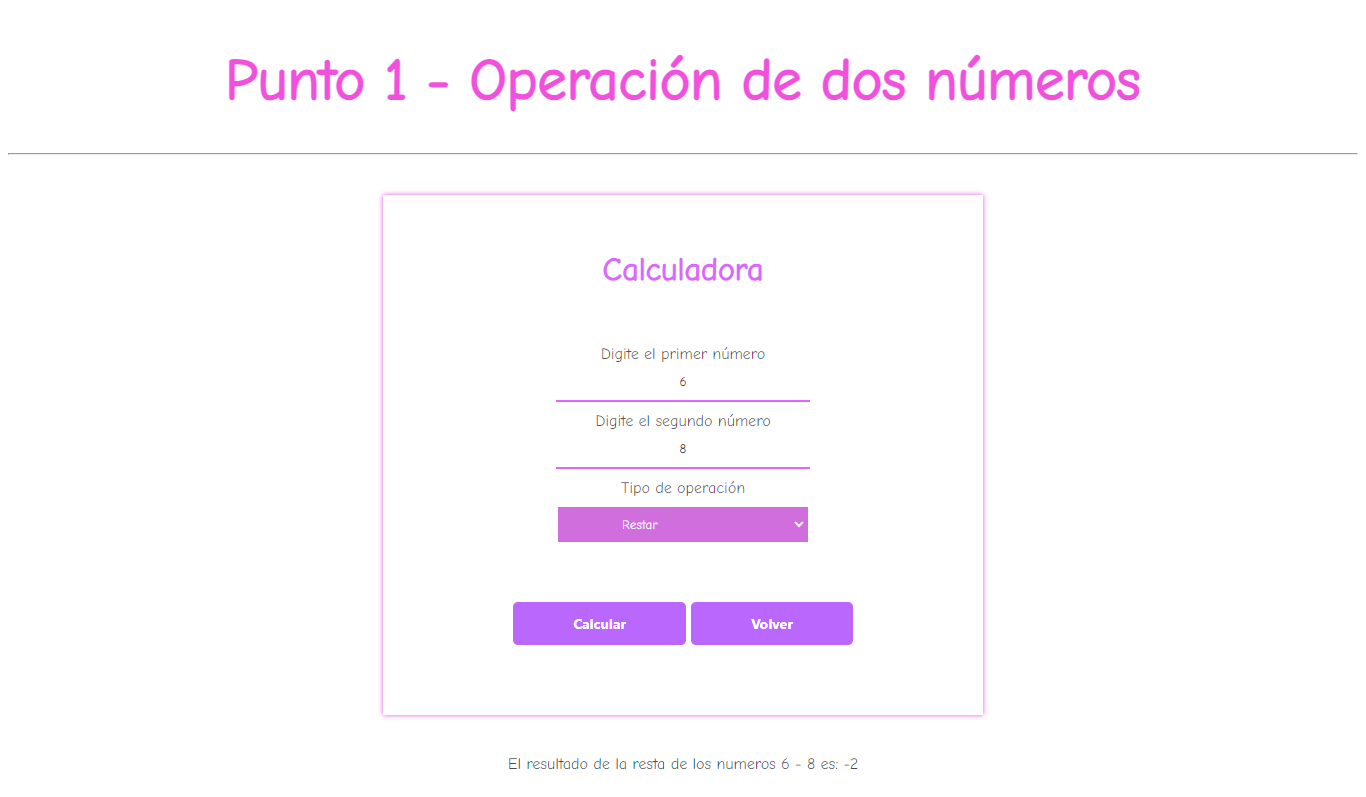 Punto 1 - Operación de dos números
Calculadora
Digite el primer número
6
Digite el segundo número
8
Tipo de operación
Restar
Calcular Volver
El resultado de la resta de los numeros 6 - 8 es: -2